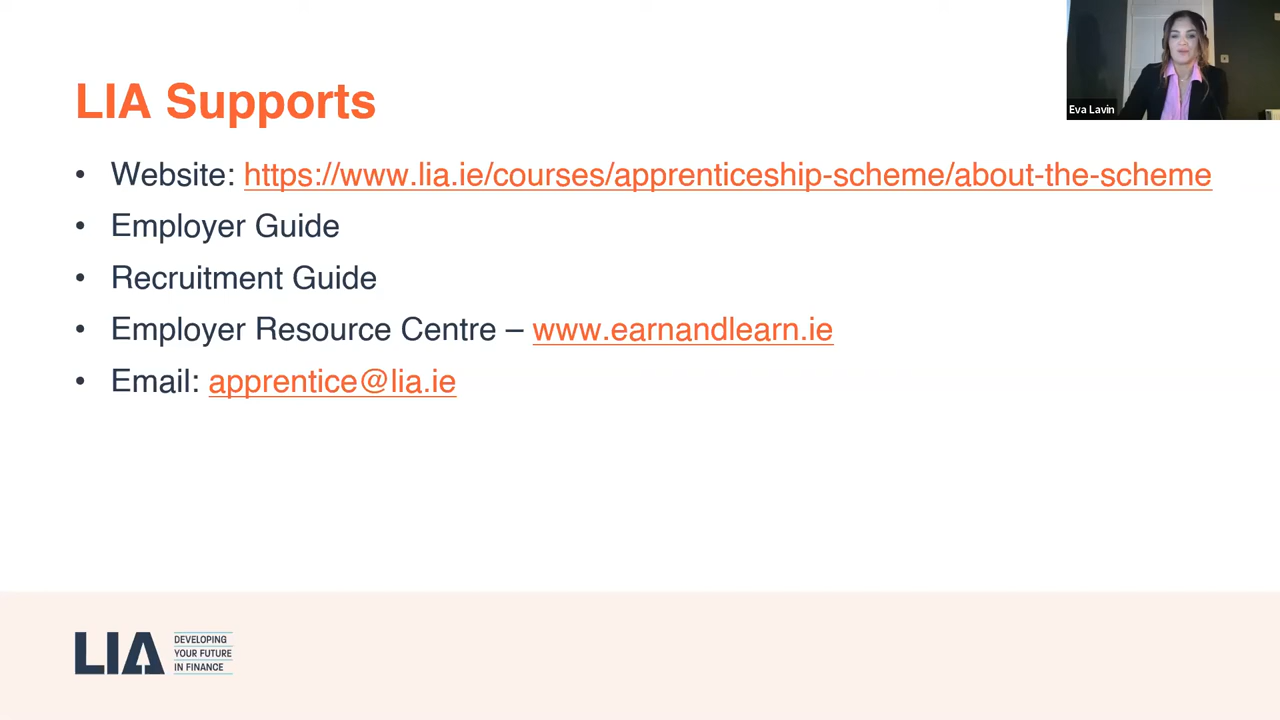 LIA Supports
• Website: https://www.lia.ie/courses/apprenticeship-scheme/about-the-scheme
• Employer Guide
• Recruitment Guide
• Employer Resource Centre – www.earnandlearn.ie
• Email: apprentice@lia.ie
Eva Lavin
LIA
DEVELOPING
YOUR FUTURE
IN FINANCE